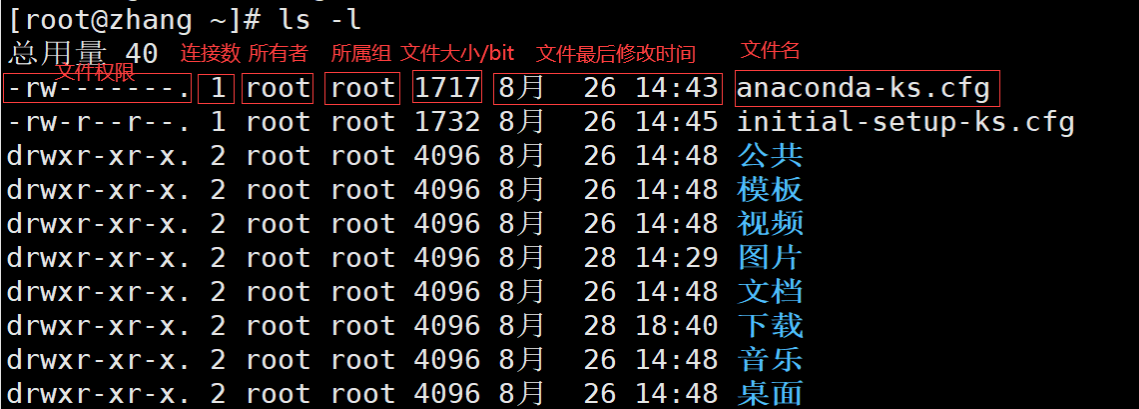 [root@zhang ~]# ls -l
总用量 40 连接数 所有者 所属组 文件大小/bit 文件最后修改时间 文件名
文件权限
-rw-------. 1 root root 1717 8月 26 14:43 anaconda-ks.cfg
-rw-r--r--. 1 root root 1732 8月 26 14:45 initial-setup-ks.cfg
drwxr-xr-x. 2 root root 4096 8月 26 14:48 公共
drwxr-xr-x. 2 root root 4096 8月 26 14:48 模板
drwxr-xr-x. 2 root root 4096 8月 26 14:48 视频
drwxr-xr-x. 2 root root 4096 8月 28 14:29 图片
drwxr-xr-x. 2 root root 4096 8月 26 14:48 文档
drwxr-xr-x. 2 root root 4096 8月 28 18:40 下载
drwxr-xr-x. 2 root root 4096 8月 26 14:48 音乐
drwxr-xr-x. 2 root root 4096 8月 26 14:48 桌面